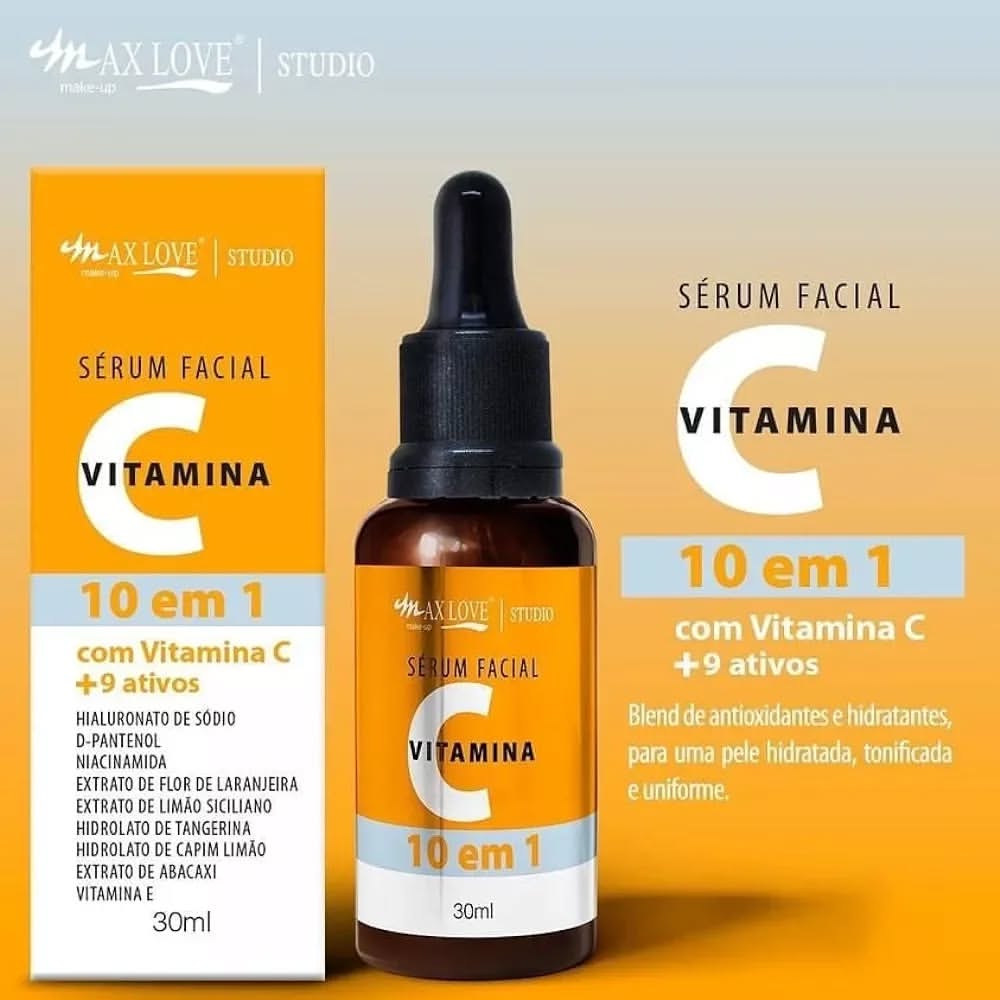 MAX LOVE® | STUDIO
make-up
MAX LOVE® | STUDIO
make-up
SÉRUM FACIAL
C
VITAMINA
10 em 1
com Vitamina C
+9 ativos
HIALURONATO DE SÓDIO
D-PANTENOL
NIACINAMIDA
EXTRATO DE FLOR DE LARANJEIRA
EXTRATO DE LIMÃO SICILIANO
HIDROLATO DE TANGERINA
HIDROLATO DE CAPIM LIMÃO
EXTRATO DE ABACAXI
VITAMINA E
30ml
MAX LOVE® | STUDIO
make-up
SÉRUM FACIAL
C
VITAMINA
10 em 1
30ml
SÉRUM FACIAL
C
VITAMINA
10 em 1
com Vitamina C
+9 ativos
Blend de antioxidantes e hidratantes,
para uma pele hidratada, tonificada
e uniforme.